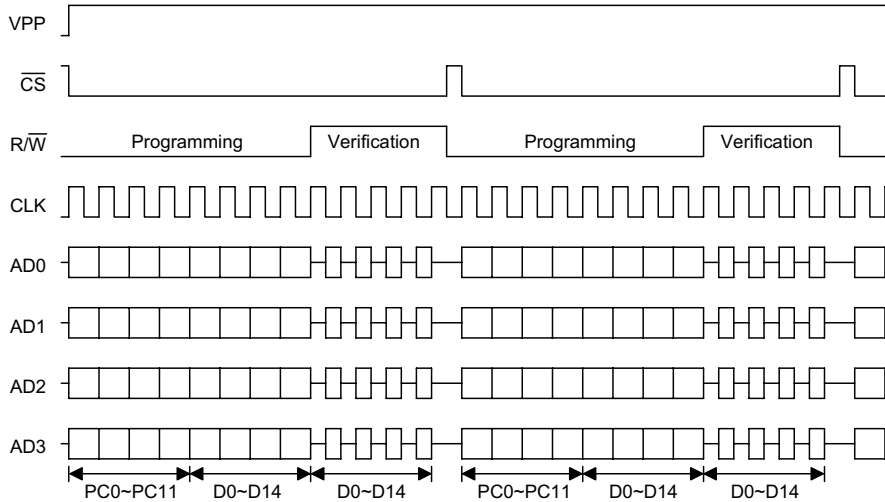 VPP
C̅S̅
R/W̅ Programming Verification Programming Verification
CLK
AD0
AD1
AD2
AD3
PC0~PC11 D0~D14 D0~D14 PC0~PC11 D0~D14 D0~D14